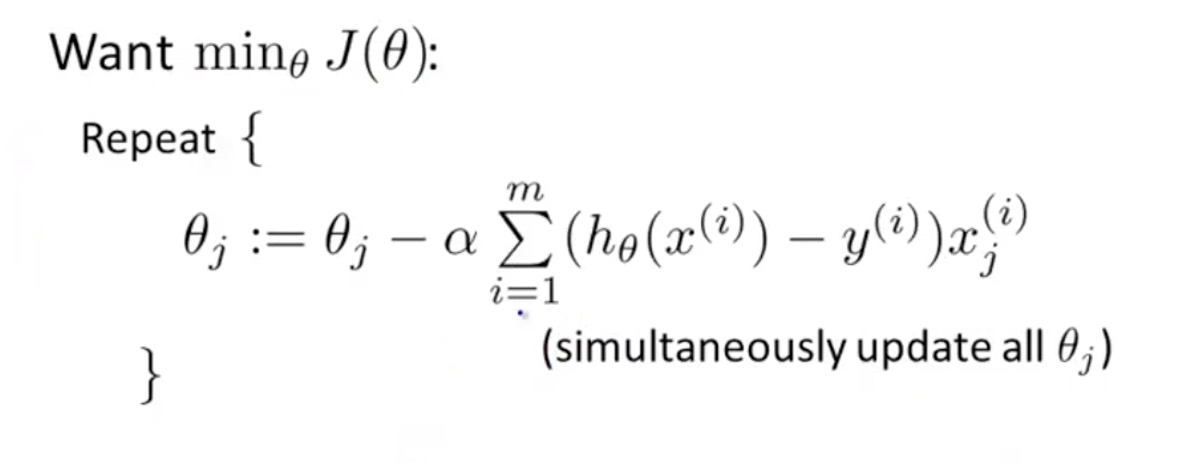 Want min_θ J(θ):
Repeat {
θ_j := θ_j − α ∑_{i=1}^{m} (h_θ(x^{(i)}) − y^{(i)})x_j^{(i)}
(simultaneously update all θ_j)
}